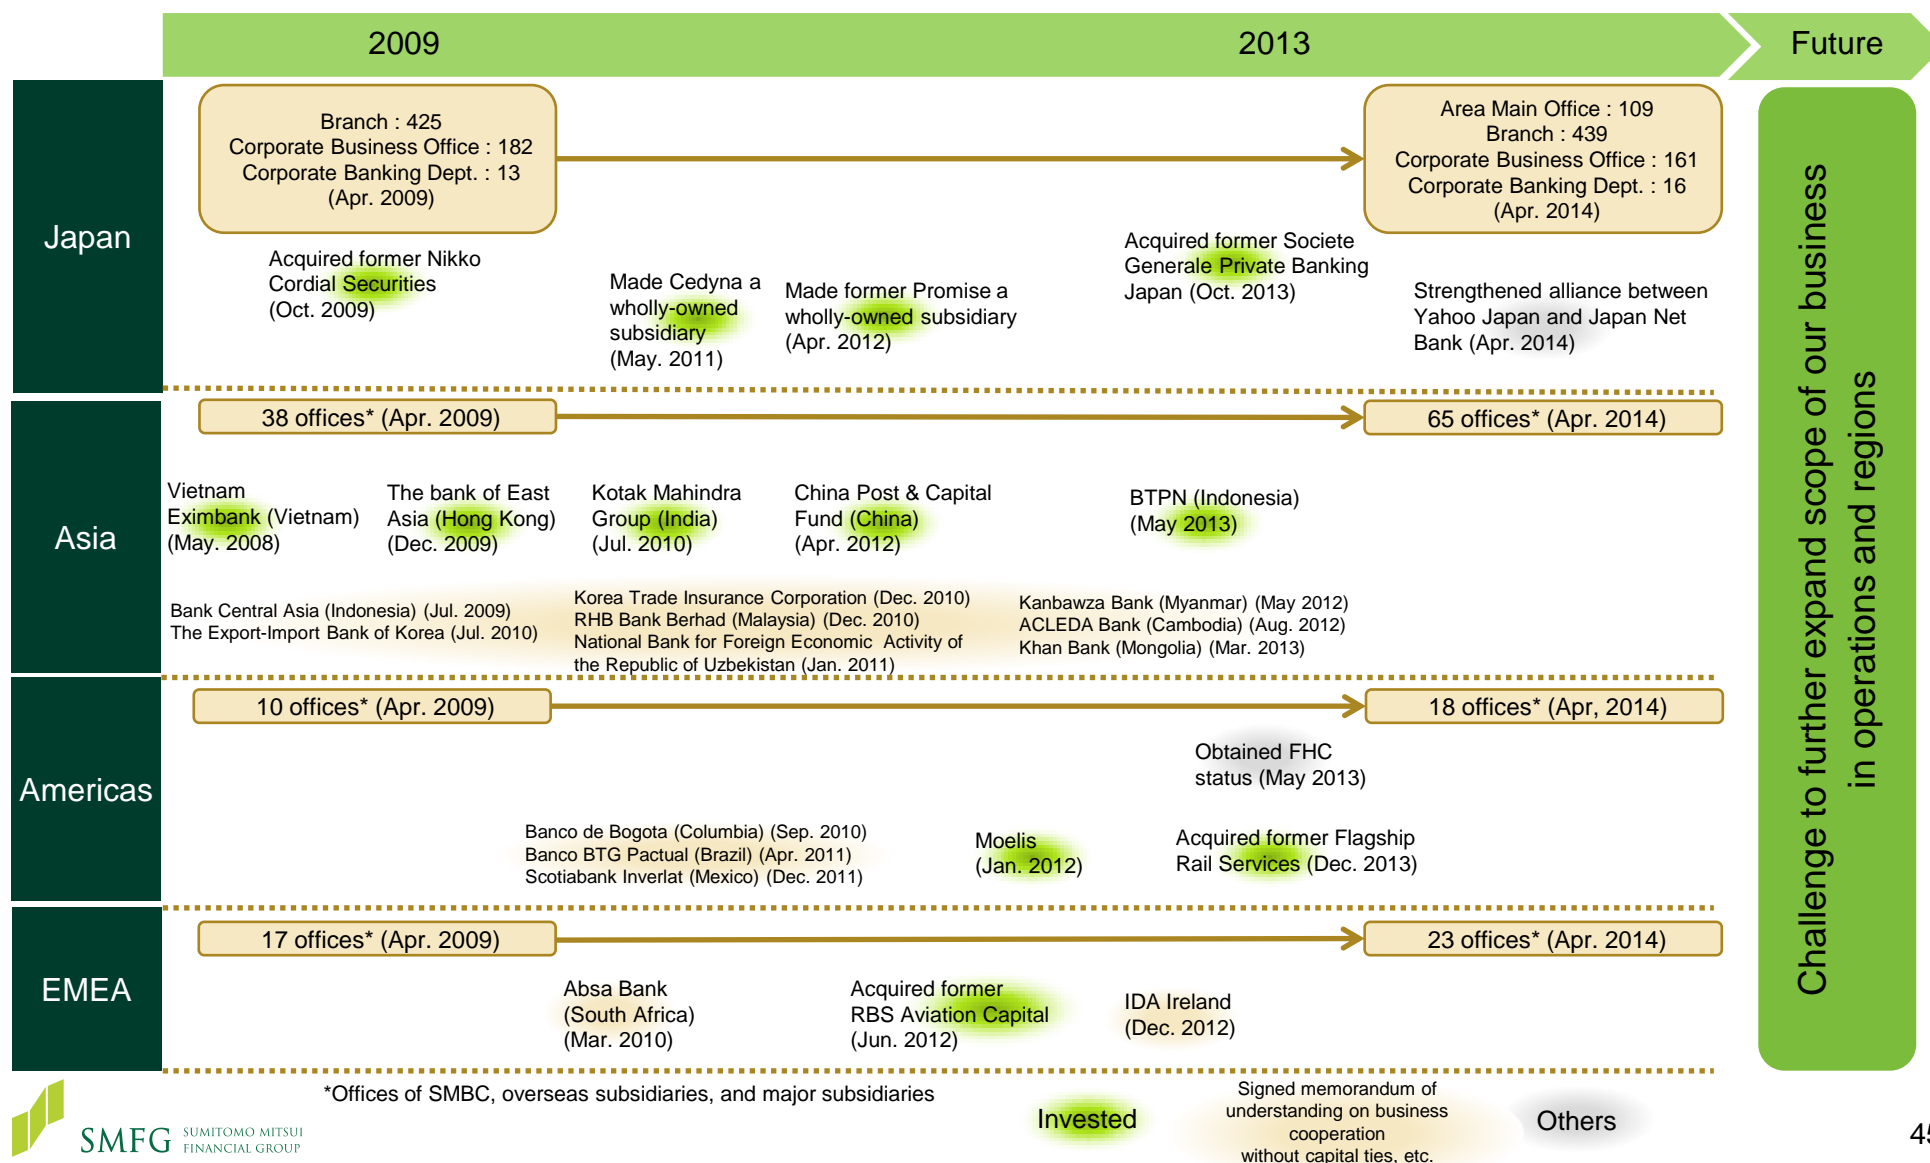 2009
2013
Future
Japan
Branch : 425
Corporate Business Office : 182
Corporate Banking Dept. : 13
(Apr. 2009)
Area Main Office : 109
Branch : 439
Corporate Business Office : 161
Corporate Banking Dept. : 16
(Apr. 2014)
Acquired former Nikko
Cordial Securities
(Oct. 2009)
Made Cedyna a
wholly-owned
subsidiary
(May. 2011)
Made former Promise a
wholly-owned subsidiary
(Apr. 2012)
Acquired former Societe
Generale Private Banking
Japan (Oct. 2013)
Strengthened alliance between
Yahoo Japan and Japan Net
Bank (Apr. 2014)
Asia
38 offices* (Apr. 2009)
65 offices* (Apr. 2014)
Vietnam
Eximbank (Vietnam)
(May. 2008)
The bank of East
Asia (Hong Kong)
(Dec. 2009)
Kotak Mahindra
Group (India)
(Jul. 2010)
China Post & Capital
Fund (China)
(Apr. 2012)
BTPN (Indonesia)
(May 2013)
Bank Central Asia (Indonesia) (Jul. 2009)
The Export-Import Bank of Korea (Jul. 2010)
Korea Trade Insurance Corporation (Dec. 2010)
RHB Bank Berhad (Malaysia) (Dec. 2010)
National Bank for Foreign Economic Activity of
the Republic of Uzbekistan (Jan. 2011)
Kanbawza Bank (Myanmar) (May 2012)
ACLEDA Bank (Cambodia) (Aug. 2012)
Khan Bank (Mongolia) (Mar. 2013)
Americas
10 offices* (Apr. 2009)
18 offices* (Apr, 2014)
Obtained FHC
status (May 2013)
Banco de Bogota (Columbia) (Sep. 2010)
Banco BTG Pactual (Brazil) (Apr. 2011)
Scotiabank Inverlat (Mexico) (Dec. 2011)
Moelis
(Jan. 2012)
Acquired former Flagship
Rail Services (Dec. 2013)
EMEA
17 offices* (Apr. 2009)
23 offices* (Apr. 2014)
Absa Bank
(South Africa)
(Mar. 2010)
Acquired former
RBS Aviation Capital
(Jun. 2012)
IDA Ireland
(Dec. 2012)
Challenge to further expand scope of our business
in operations and regions
*Offices of SMBC, overseas subsidiaries, and major subsidiaries
Invested
Signed memorandum of
understanding on business
cooperation
without capital ties, etc.
Others
SMFG
SUMITOMO MITSUI
FINANCIAL GROUP
45